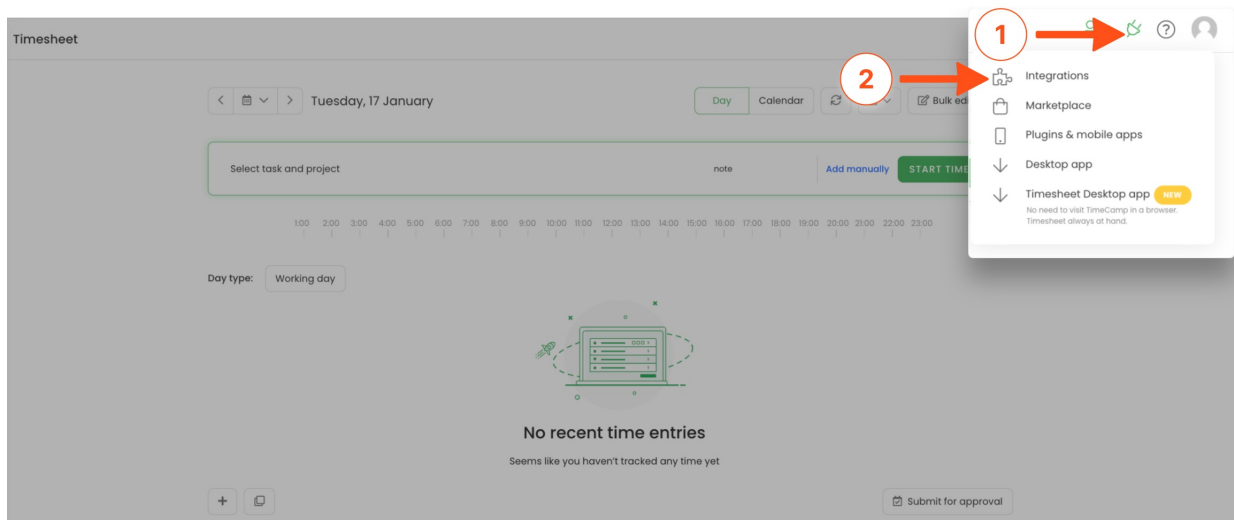 Timesheet
1
2
Tuesday, 17 January
Day
Calendar
Bulk edi
Integrations
Marketplace
Plugins & mobile apps
Desktop app
Timesheet Desktop app NEW
No need to visit TimeCamp in a browser.
Timesheet always at hand.
Select task and project
note
Add manually
START TIME
1:00 2:00 3:00 4:00 5:00 6:00 7:00 8:00 9:00 10:00 11:00 12:00 13:00 14:00 15:00 16:00 17:00 18:00 19:00 20:00 21:00 22:00 23:00
Day type: Working day
No recent time entries
Seems like you haven't tracked any time yet
Submit for approval